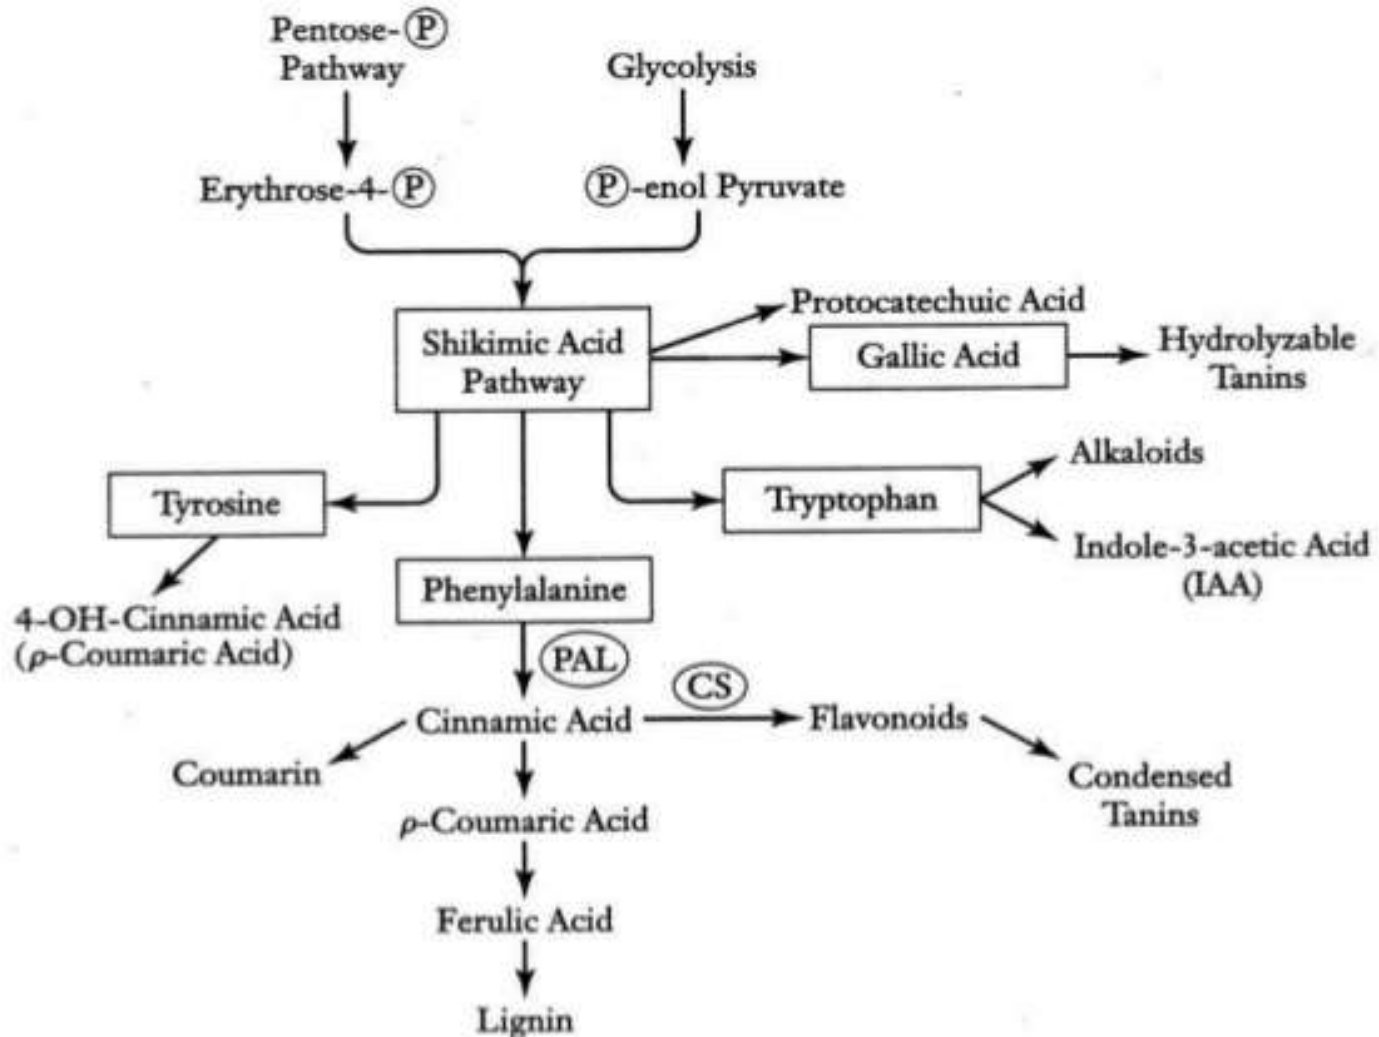 Pentose-Ⓟ
Pathway
Glycolysis
Erythrose-4-Ⓟ
Ⓟ-enol Pyruvate
Shikimic Acid
Pathway
Protocatechuic Acid
Gallic Acid
Hydrolyzable
Tanins
Tyrosine
Tryptophan
Alkaloids
Indole-3-acetic Acid
(IAA)
Phenylalanine
4-OH-Cinnamic Acid
(ρ-Coumaric Acid)
PAL
CS
Cinnamic Acid
Flavonoids
Coumarin
Condensed
Tanins
ρ-Coumaric Acid
Ferulic Acid
Lignin